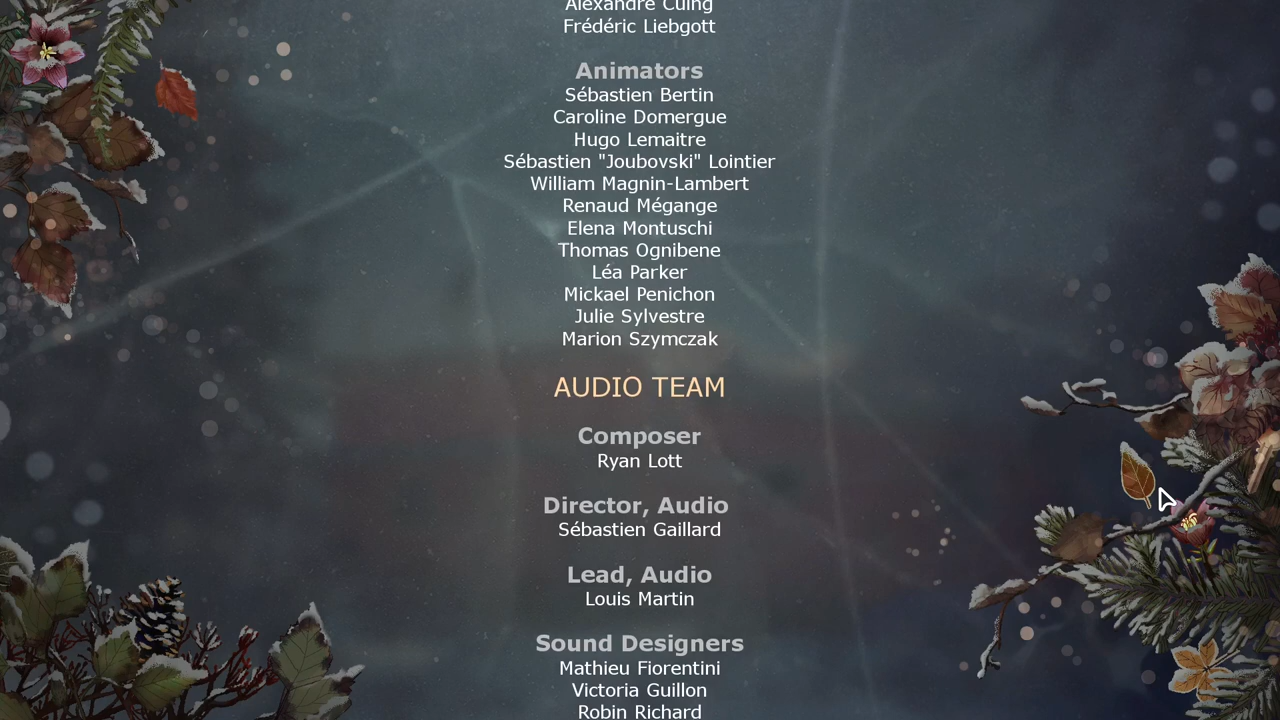 Alexandre Cuing
Frédéric Liebgott
Animators
Sébastien Bertin
Caroline Domergue
Hugo Lemaitre
Sébastien "Joubovski" Lointier
William Magnin-Lambert
Renaud Mégange
Elena Montuschi
Thomas Ognibene
Léa Parker
Mickael Penichon
Julie Sylvestre
Marion Szymczak
AUDIO TEAM
Composer
Ryan Lott
Director, Audio
Sébastien Gaillard
Lead, Audio
Louis Martin
Sound Designers
Mathieu Fiorentini
Victoria Guillon
Robin Richard